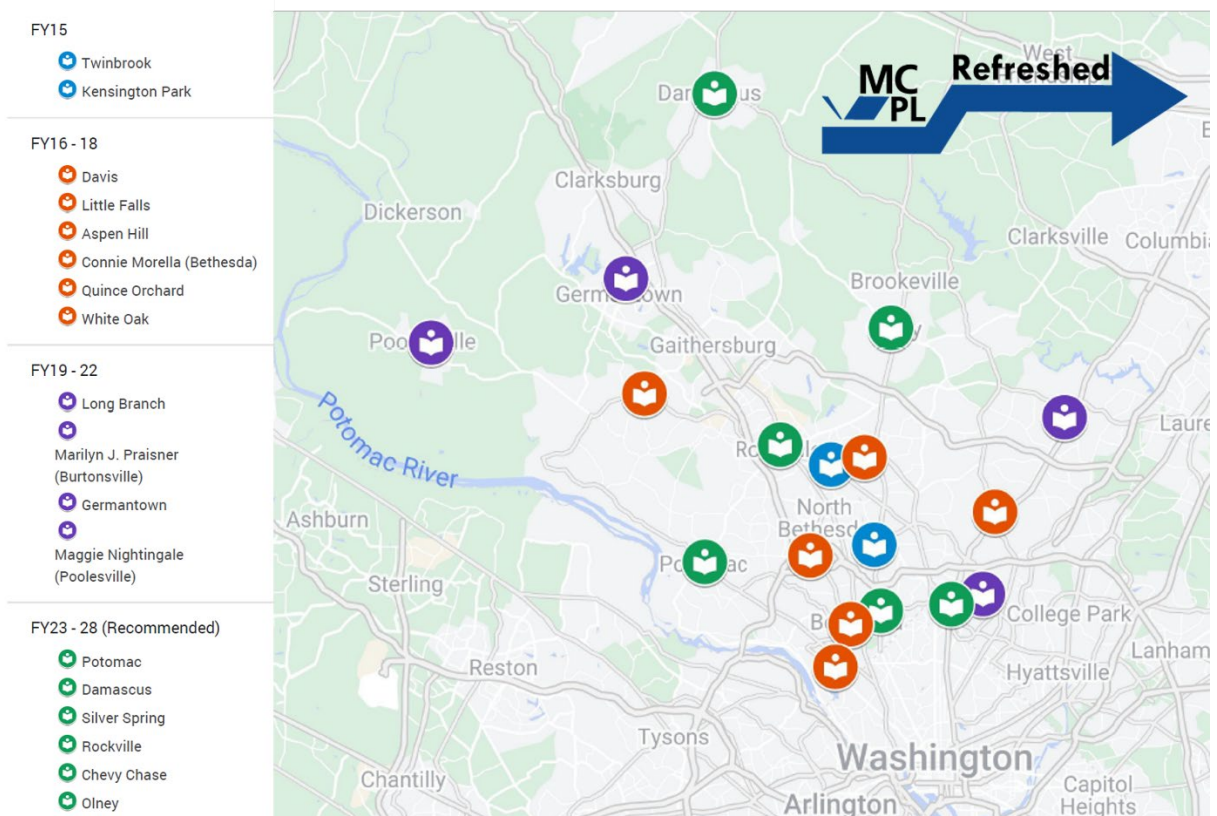 FY15
Twinbrook
Kensington Park
FY16 - 18
Davis
Little Falls
Aspen Hill
Connie Morella (Bethesda)
Quince Orchard
White Oak
FY19 - 22
Long Branch
Marilyn J. Praisner
(Burtonsville)
Germantown
Maggie Nightingale
(Poolesville)
FY23 - 28 (Recommended)
Potomac
Damascus
Silver Spring
Rockville
Chevy Chase
Olney
MC
PL
Refreshed
West
Clarksburg
Dickerson
Clarksville
Columbia
Brookeville
Gaithersburg
Potomac River
North
Ashburn
Sterling
College Park
Reston
Hyattsville
Lanham
Tysons
Washington
Chantilly
Capitol
Heights
Arlington